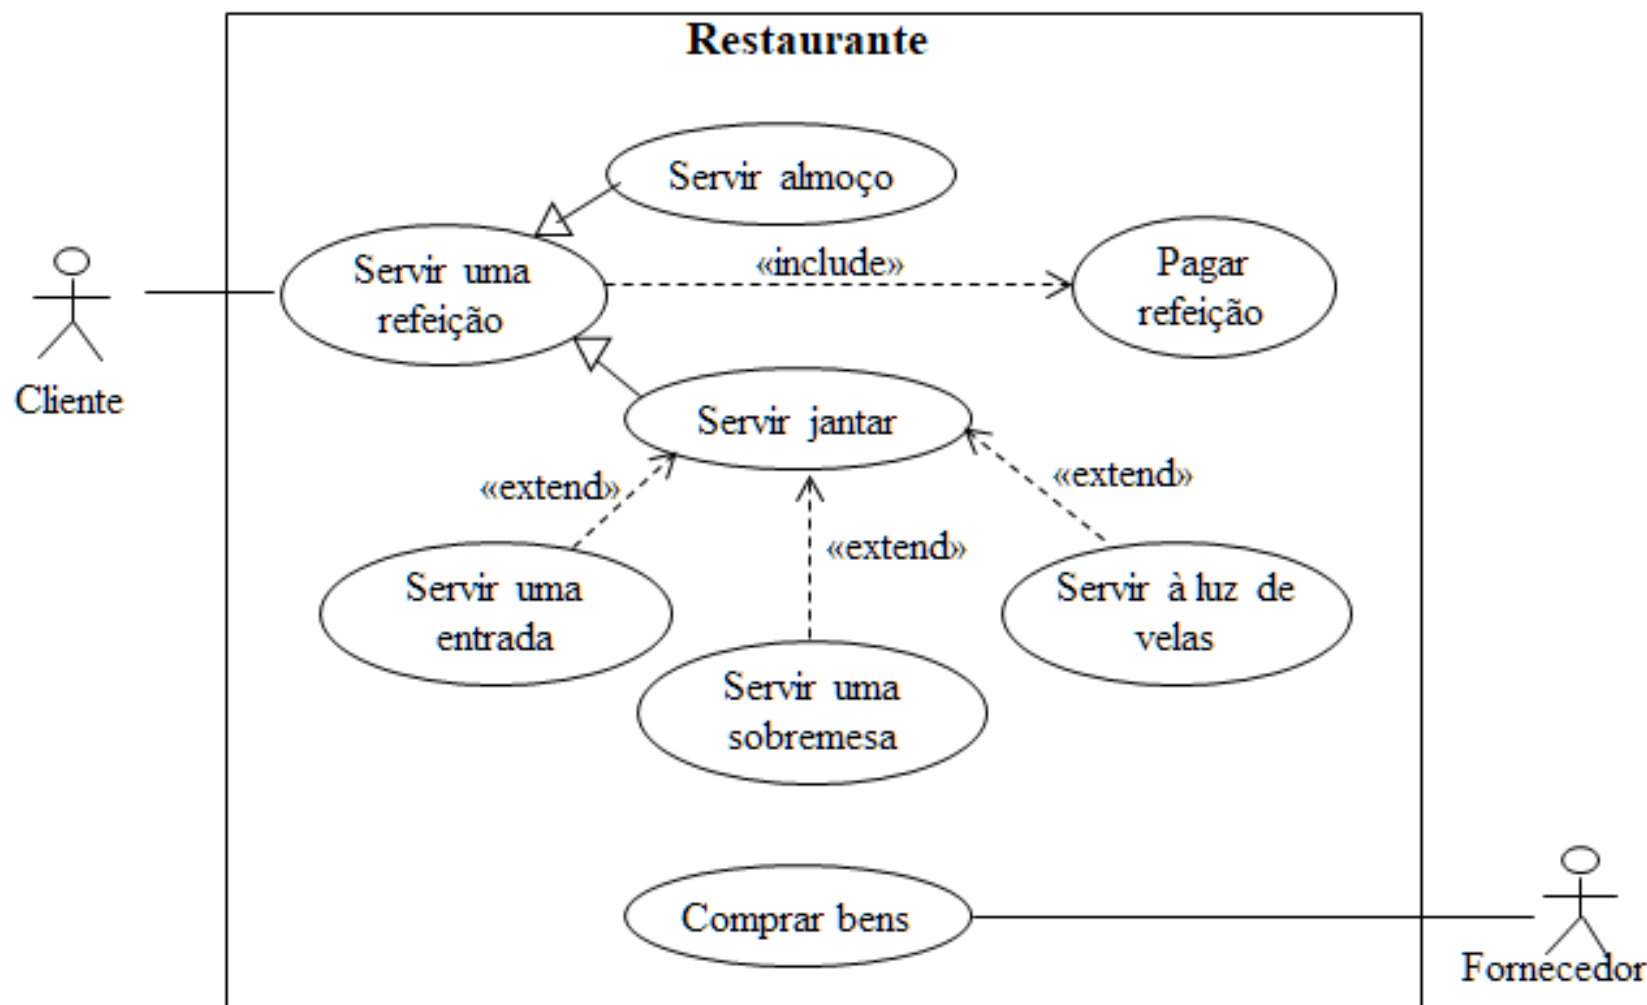 Restaurante
Servir almoço
Servir uma
refeição
«include»
Pagar
refeição
Cliente
Servir jantar
«extend»
«extend»
«extend»
Servir uma
entrada
Servir à luz de
velas
Servir uma
sobremesa
Comprar bens
Fornecedor